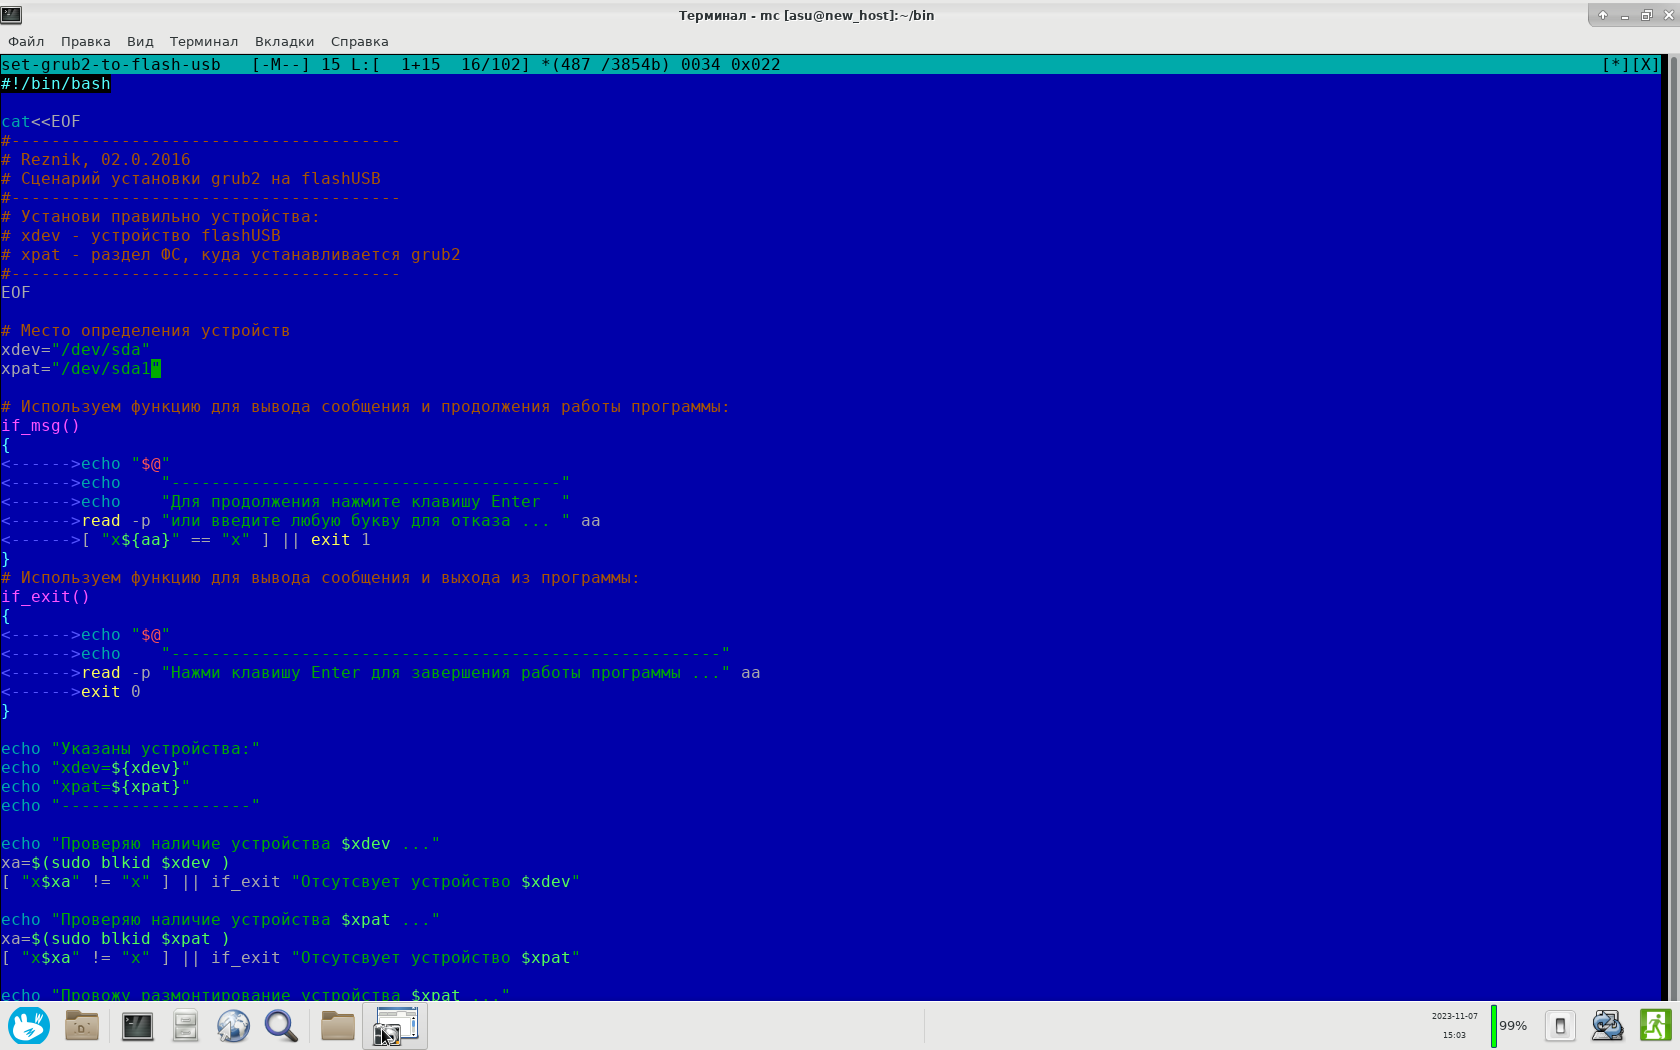 Терминал - mc [asu@new_host]:~/bin
Файл Правка Вид Терминал Вкладки Справка
set-grub2-to-flash-usb   [-M--] 15 L:[  1+15  16/102] *(487 /3854b) 0034 0x022 [*][X]
#!/bin/bash
cat<<EOF
#---------------------------------------
# Reznik, 02.0.2016
# Сценарий установки grub2 на flashUSB
#---------------------------------------
# Установи правильно устройства:
# xdev - устройство flashUSB
# xpat - раздел ФС, куда устанавливается grub2
#---------------------------------------
EOF
# Место определения устройств
xdev="/dev/sda"
xpat="/dev/sda1"
# Используем функцию для вывода сообщения и продолжения работы программы:
if_msg()
{
<------>echo "$@"
<------>echo    "---------------------------------------"
<------>echo    "Для продолжения нажмите клавишу Enter  "
<------>read -p "или введите любую букву для отказа ... " aa
<------>[ "x${aa}" == "x" ] || exit 1
}
# Используем функцию для вывода сообщения и выхода из программы:
if_exit()
{
<------>echo "$@"
<------>echo    "-------------------------------------------------------"
<------>read -p "Нажми клавишу Enter для завершения работы программы ..." aa
<------>exit 0
}
echo "Указаны устройства:"
echo "xdev=${xdev}"
echo "xpat=${xpat}"
echo "-------------------"
echo "Проверяю наличие устройства $xdev ..."
xa=$(sudo blkid $xdev )
[ "x$xa" != "x" ] || if_exit "Отсутсвует устройство $xdev"
echo "Проверяю наличие устройства $xpat ..."
xa=$(sudo blkid $xpat )
[ "x$xa" != "x" ] || if_exit "Отсутсвует устройство $xpat"
echo "Провожу размонтирование устройства $xpat ..."
2023-11-07
15:03
99%